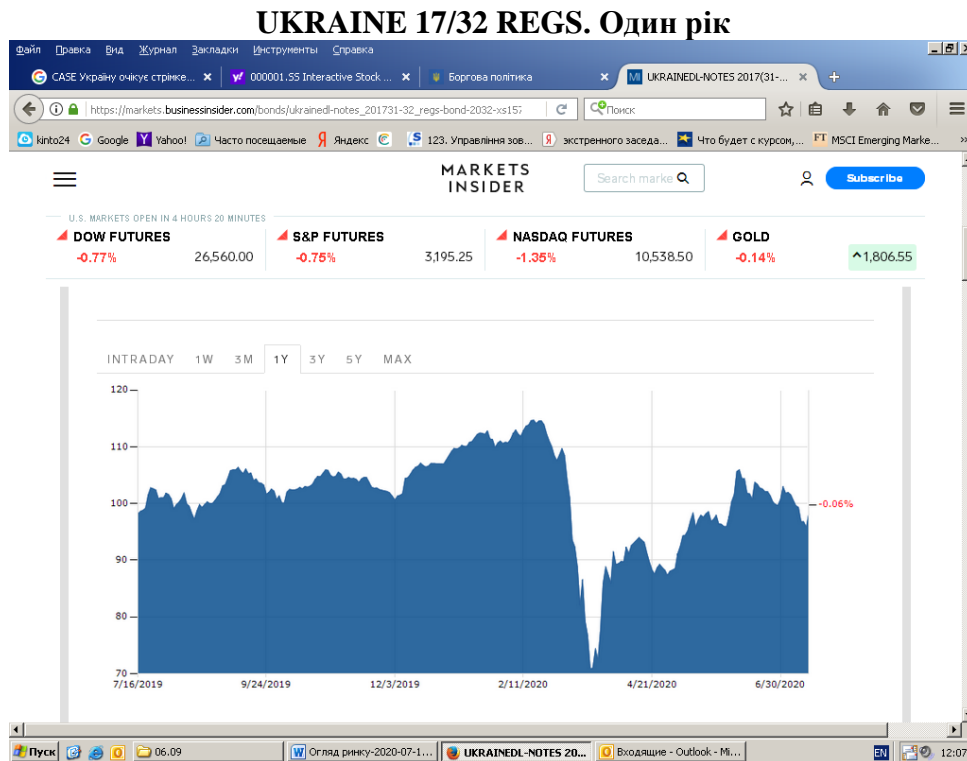 UKRAINE 17/32 REGS. Один рік
Файл Правка Вид Журнал Закладки Инструменты Справка
CASE Україну очікує стрімке... 000001.SS Interactive Stock ... Боргова політика UKRAINEDL-NOTES 2017(31-...
https://markets.businessinsider.com/bonds/ukrainedl-notes_201731-32_regs-bond-2032-xs157 Поиск
kinto24 Google Yahoo! Часто посещаемые Яндекс 123. Управління зов... экстренного заседа... Что будет с курсом,... MSCI Emerging Marke...
MARKETS
INSIDER
Search marke
Subscribe
U.S. MARKETS OPEN IN 4 HOURS 20 MINUTES
DOW FUTURES S&P FUTURES NASDAQ FUTURES GOLD
-0.77% 26,560.00 -0.75% 3,195.25 -1.35% 10,538.50 -0.14% 1,806.55
INTRADAY 1W 3M 1Y 3Y 5Y MAX
120
110
100
-0.06%
90
80
70
7/16/2019 9/24/2019 12/3/2019 2/11/2020 4/21/2020 6/30/2020
Пуск 06.09 Огляд ринку-2020-07-1... UKRAINEDL-NOTES 20... Входящие - Outlook - Mi... EN 12:07